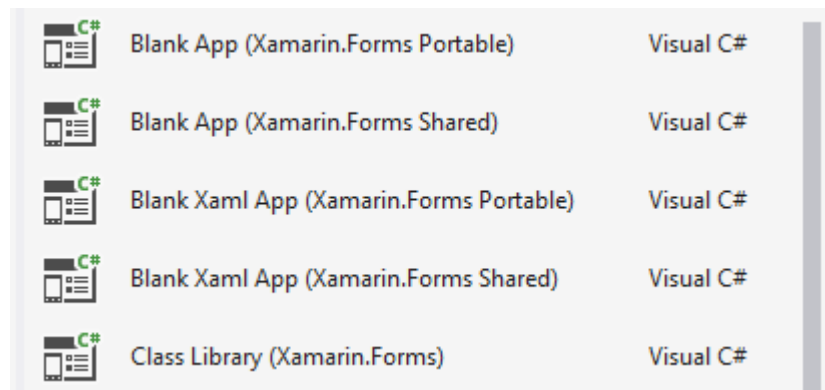 C# Blank App (Xamarin.Forms Portable) Visual C#
C# Blank App (Xamarin.Forms Shared) Visual C#
C# Blank Xaml App (Xamarin.Forms Portable) Visual C#
C# Blank Xaml App (Xamarin.Forms Shared) Visual C#
C# Class Library (Xamarin.Forms) Visual C#